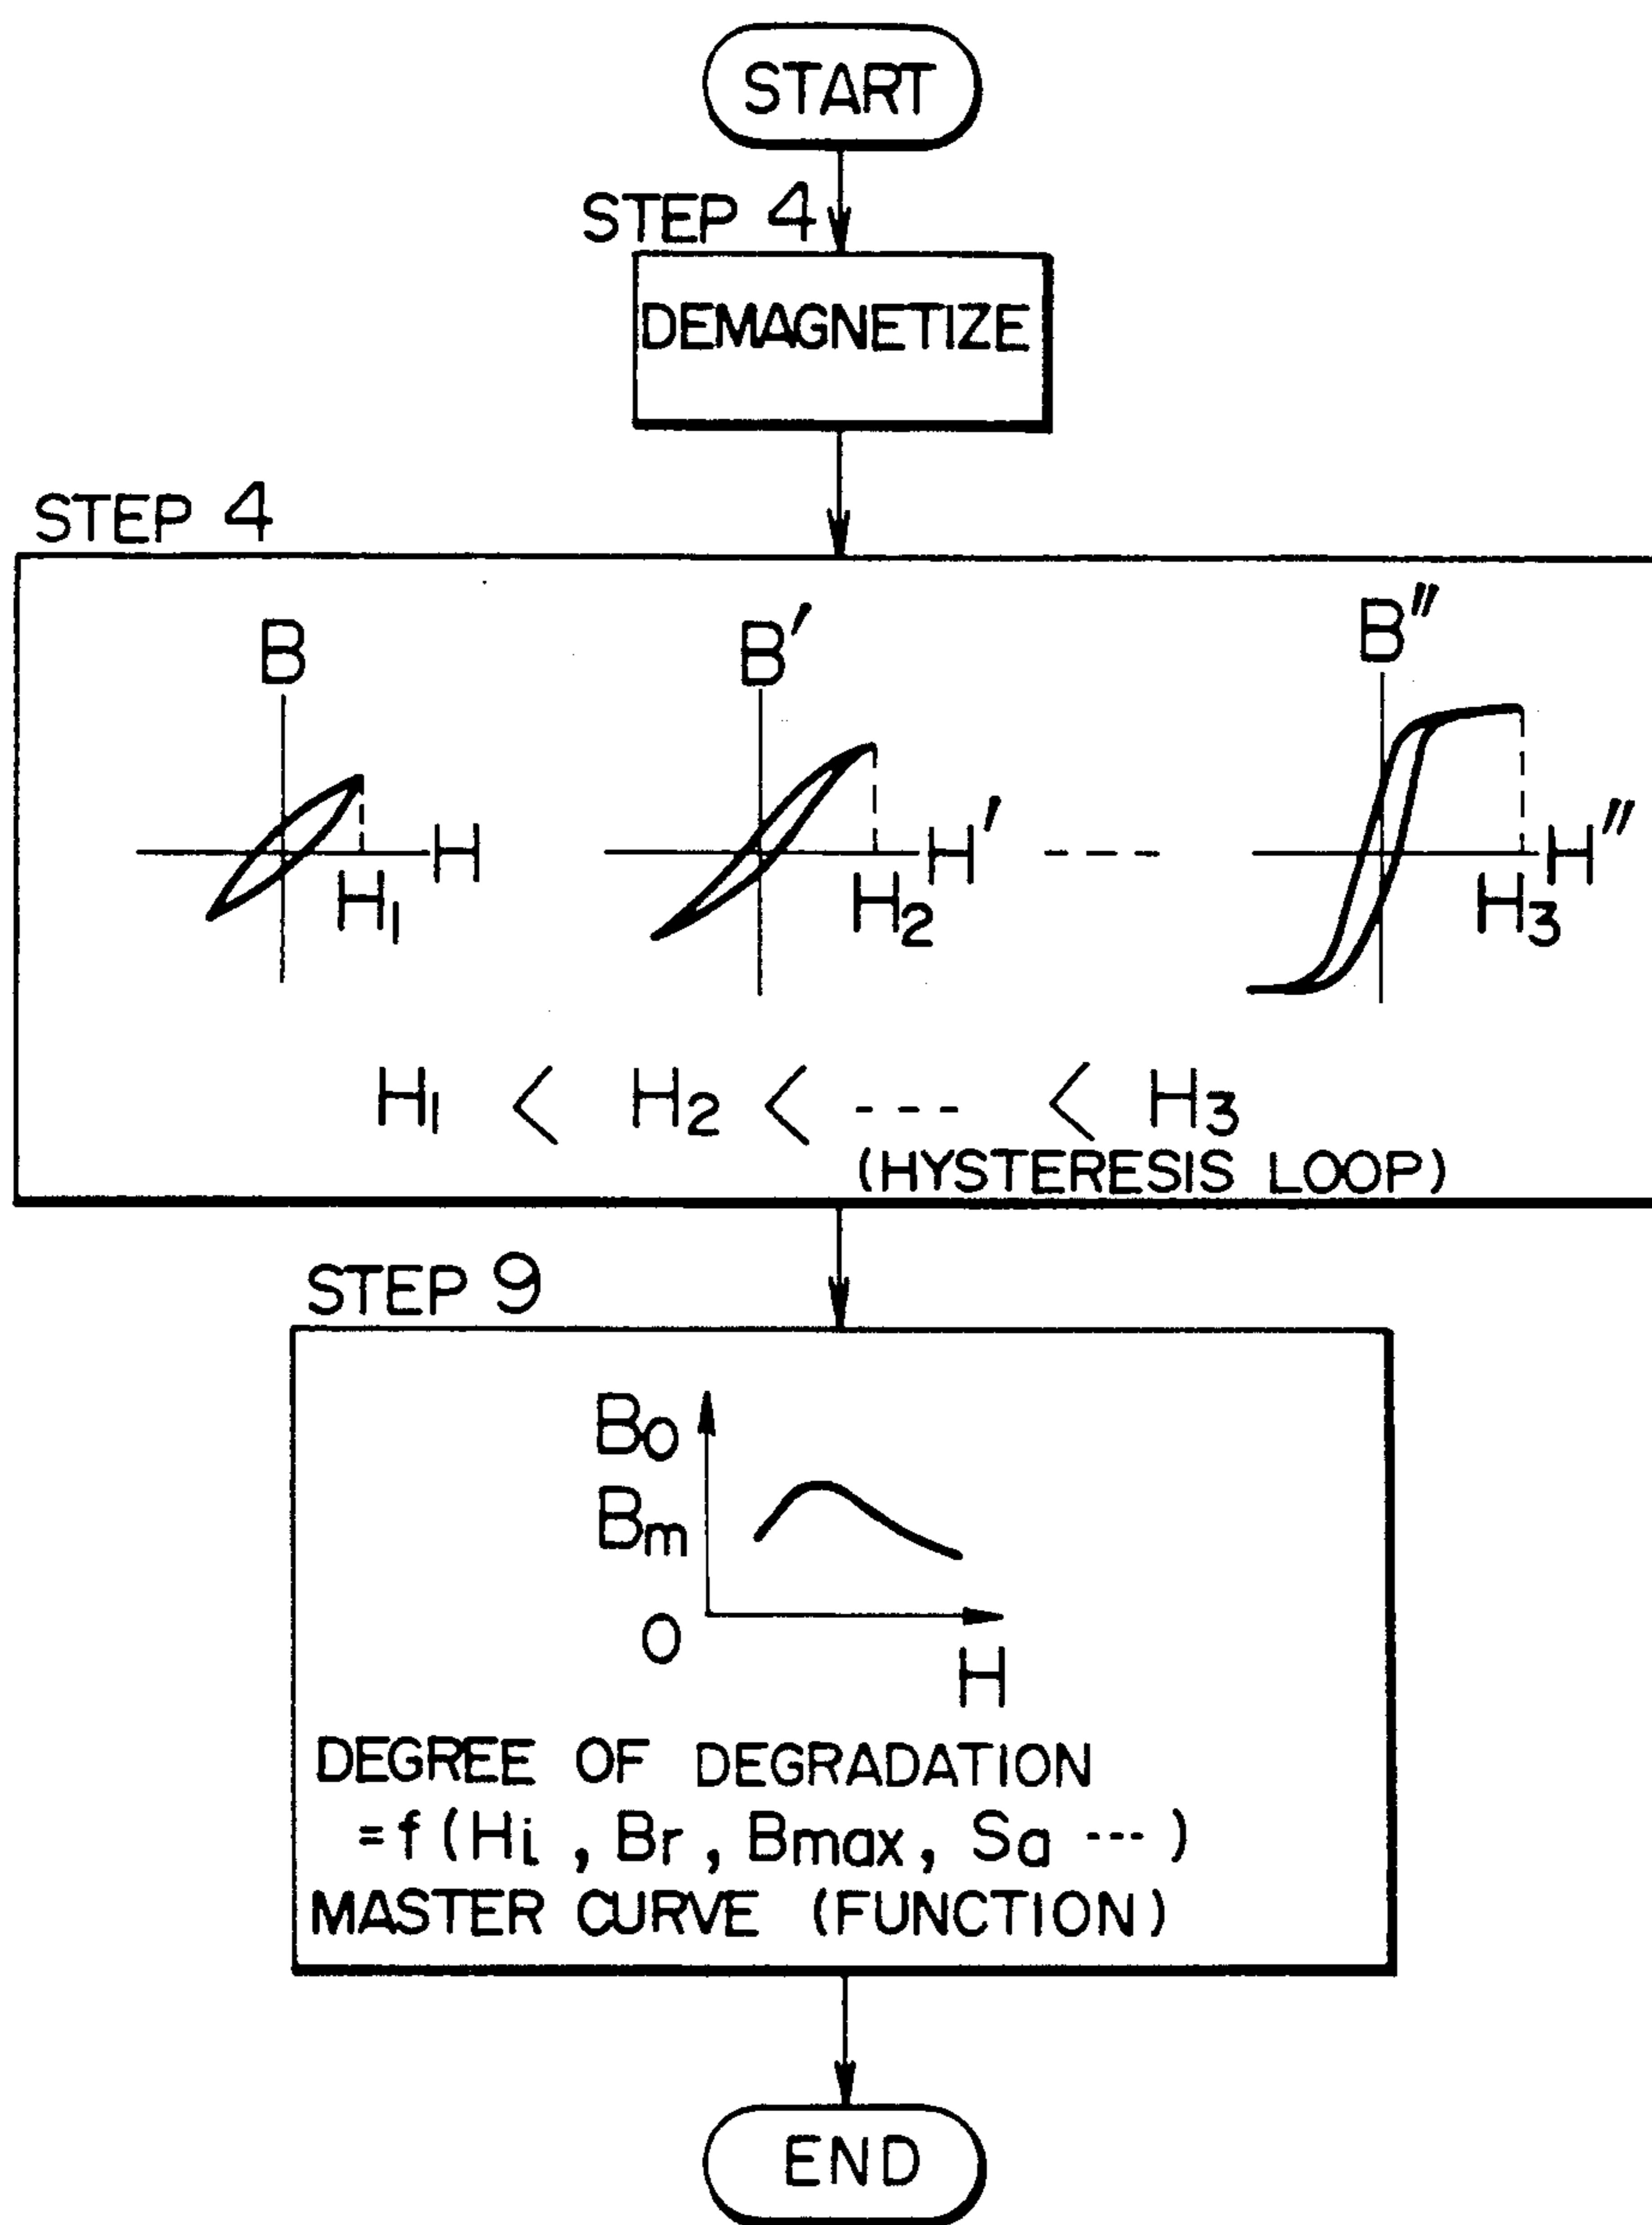 START
STEP 4
DEMAGNETIZE
STEP 4
B B′ B″
H H′ ---- H″
H₁ H₂ H₃
H₁ < H₂ < --- < H₃
(HYSTERESIS LOOP)
STEP 9
Bo
Bm
O
H
DEGREE OF DEGRADATION
=f(Hi, Br, Bmax, Sa ---)
MASTER CURVE (FUNCTION)
END